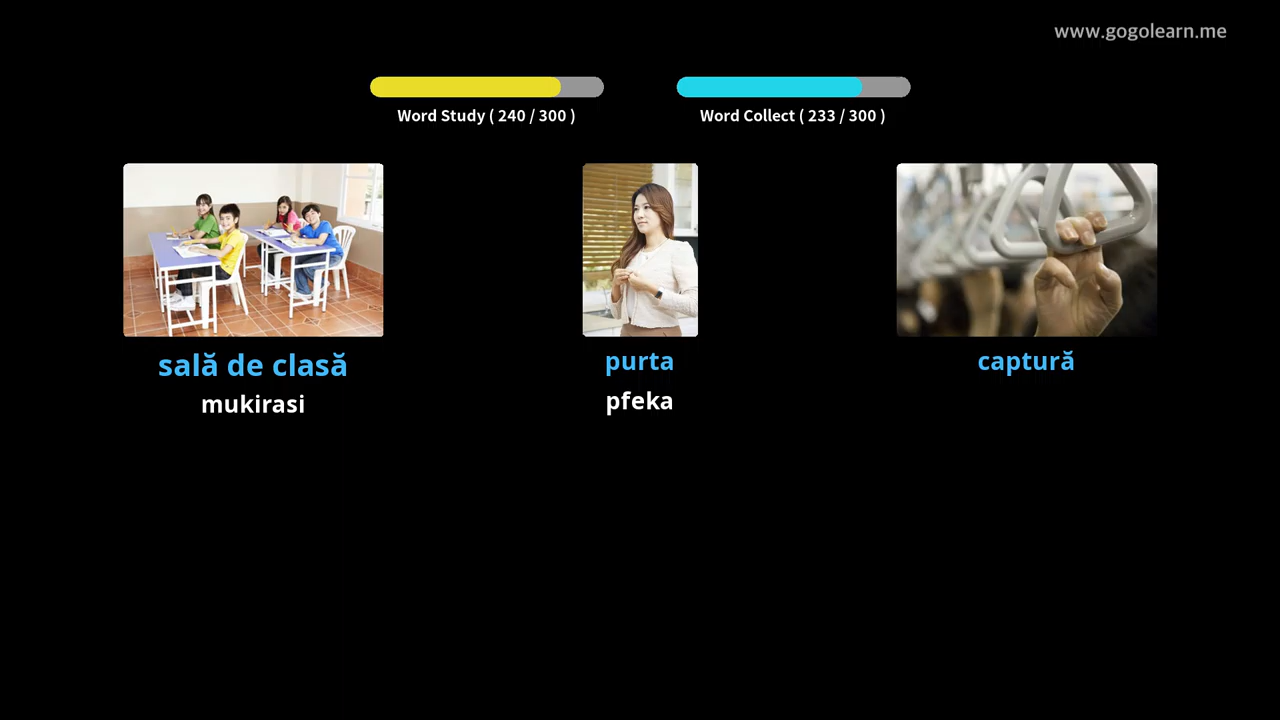 www.gogolearn.me
Word Study ( 240 / 300 )
Word Collect ( 233 / 300 )
sală de clasă
mukirasi
purta
pfeka
captură